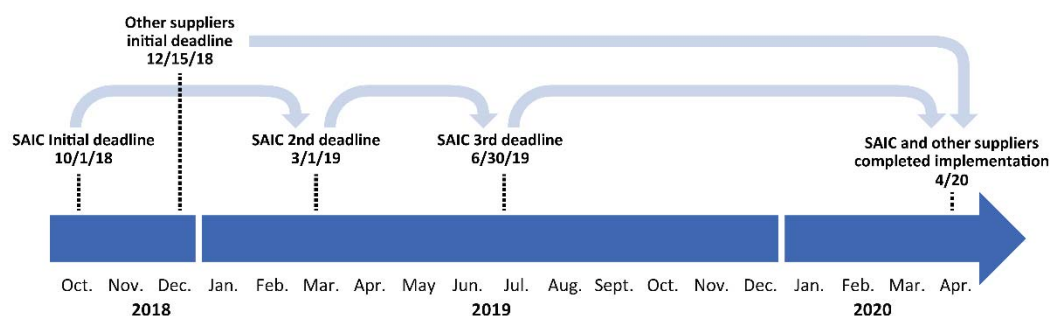 Other suppliers
initial deadline
12/15/18
SAIC Initial deadline
10/1/18
SAIC 2nd deadline
3/1/19
SAIC 3rd deadline
6/30/19
SAIC and other suppliers
completed implementation
4/20
Oct. Nov. Dec. Jan. Feb. Mar. Apr. May Jun. Jul. Aug. Sept. Oct. Nov. Dec. Jan. Feb. Mar. Apr.
2018 2019 2020